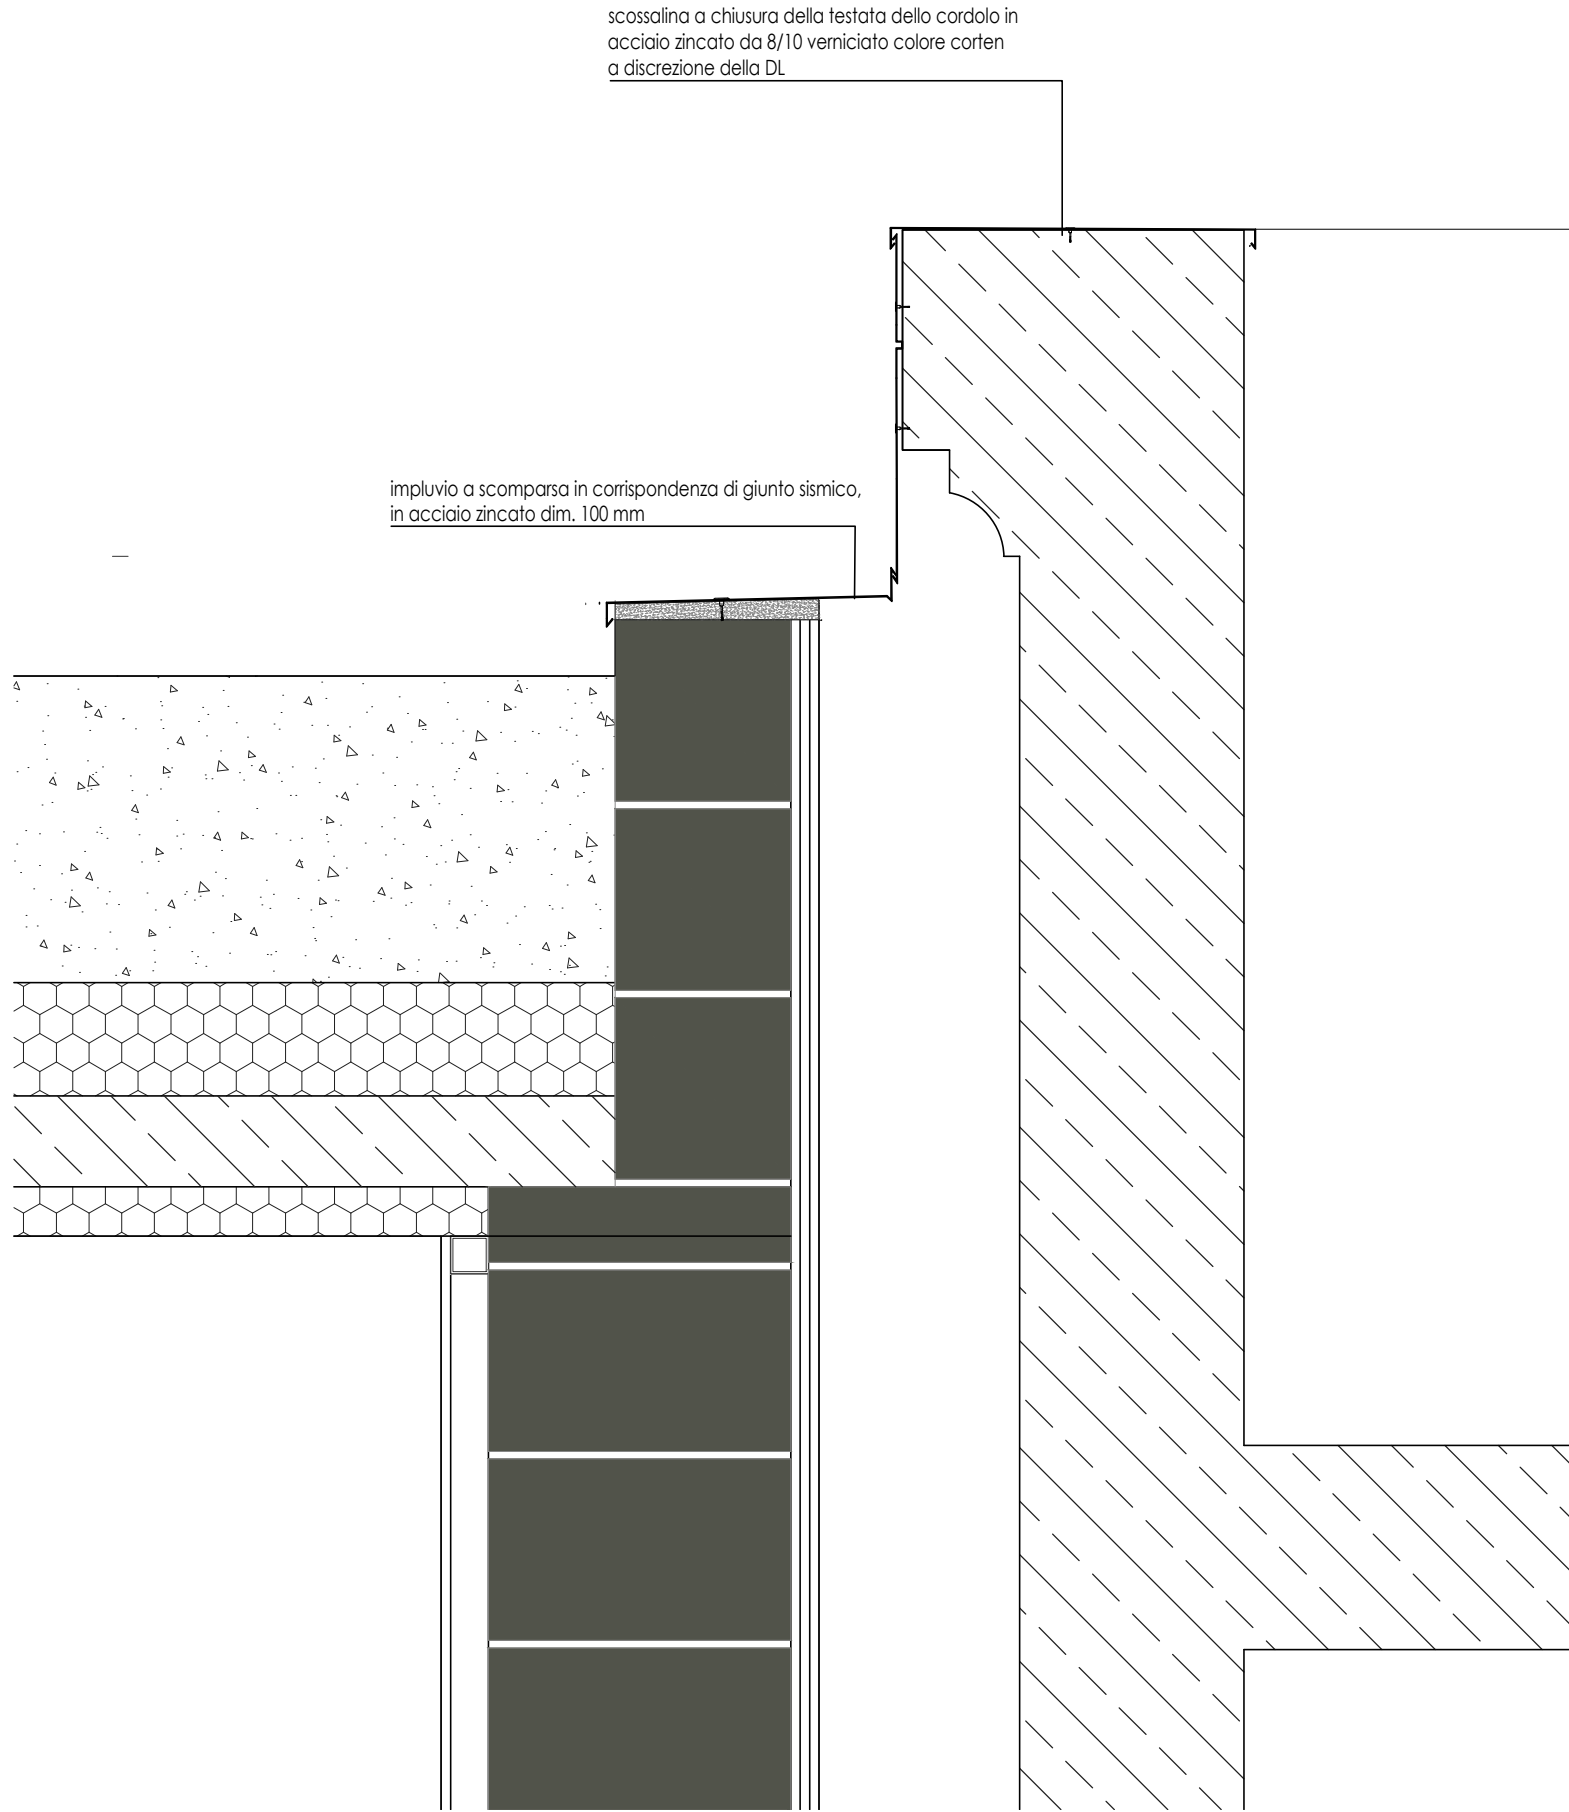 scossalina a chiusura della testata dello cordolo in
acciaio zincato da 8/10 verniciato colore corten
a discrezione della DL
impluvio a scomparsa in corrispondenza di giunto sismico,
in acciaio zincato dim. 100 mm